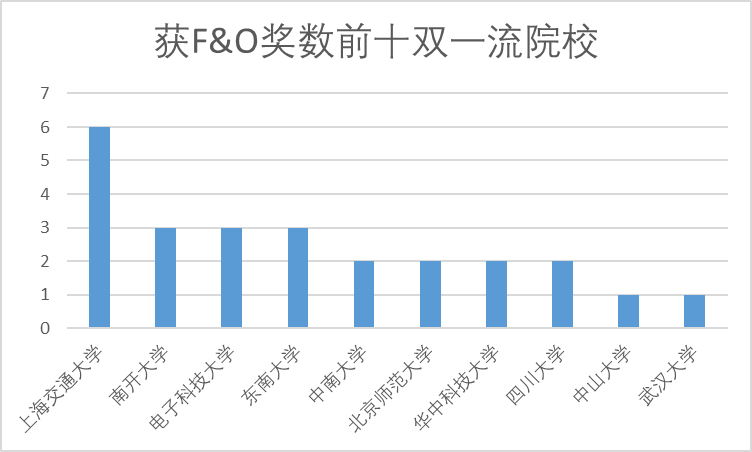 获F&O奖数前十双一流院校
7
6
5
4
3
2
1
0
上海交通大学
南开大学
电子科技大学
东南大学
中南大学
北京师范大学
华中科技大学
四川大学
中山大学
武汉大学